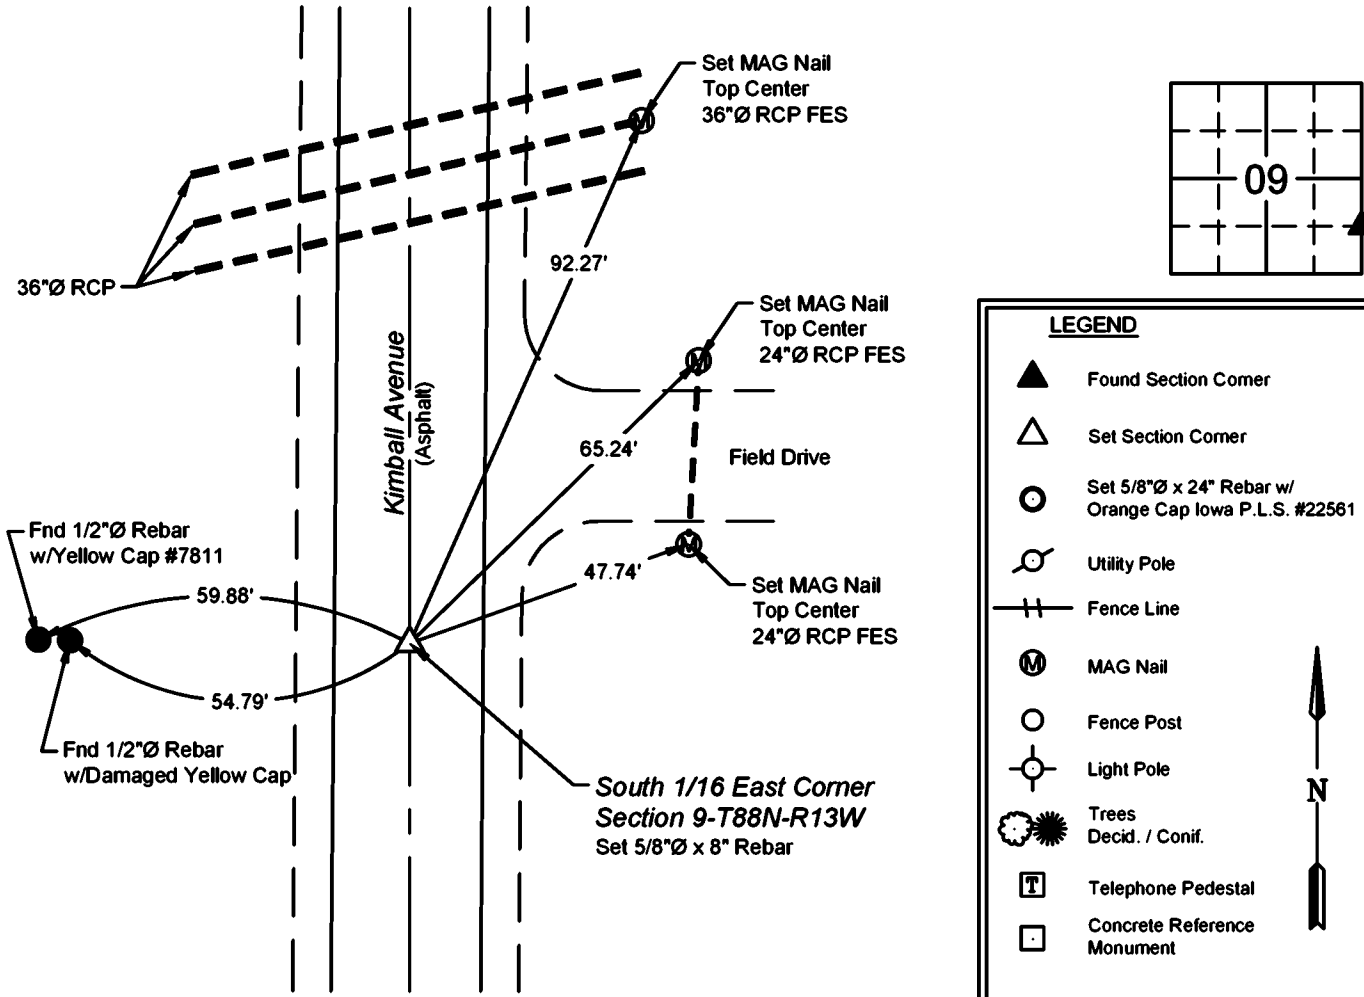 Set MAG Nail
Top Center
36"Ø RCP FES
M
09
36"Ø RCP
92.27'
Set MAG Nail
Top Center
24"Ø RCP FES
M
Kimball Avenue
(Asphalt)
65.24'
Field Drive
Fnd 1/2"Ø Rebar
w/Yellow Cap #7811
59.88'
47.74'
M
Set MAG Nail
Top Center
24"Ø RCP FES
54.79'
Fnd 1/2"Ø Rebar
w/Damaged Yellow Cap
South 1/16 East Corner
Section 9-T88N-R13W
Set 5/8"Ø x 8" Rebar
LEGEND
Found Section Corner
Set Section Corner
Set 5/8"Ø x 24" Rebar w/
Orange Cap Iowa P.L.S. #22561
Utility Pole
Fence Line
M MAG Nail
Fence Post
Light Pole
Trees
Decid. / Conif.
T Telephone Pedestal
Concrete Reference
Monument
N